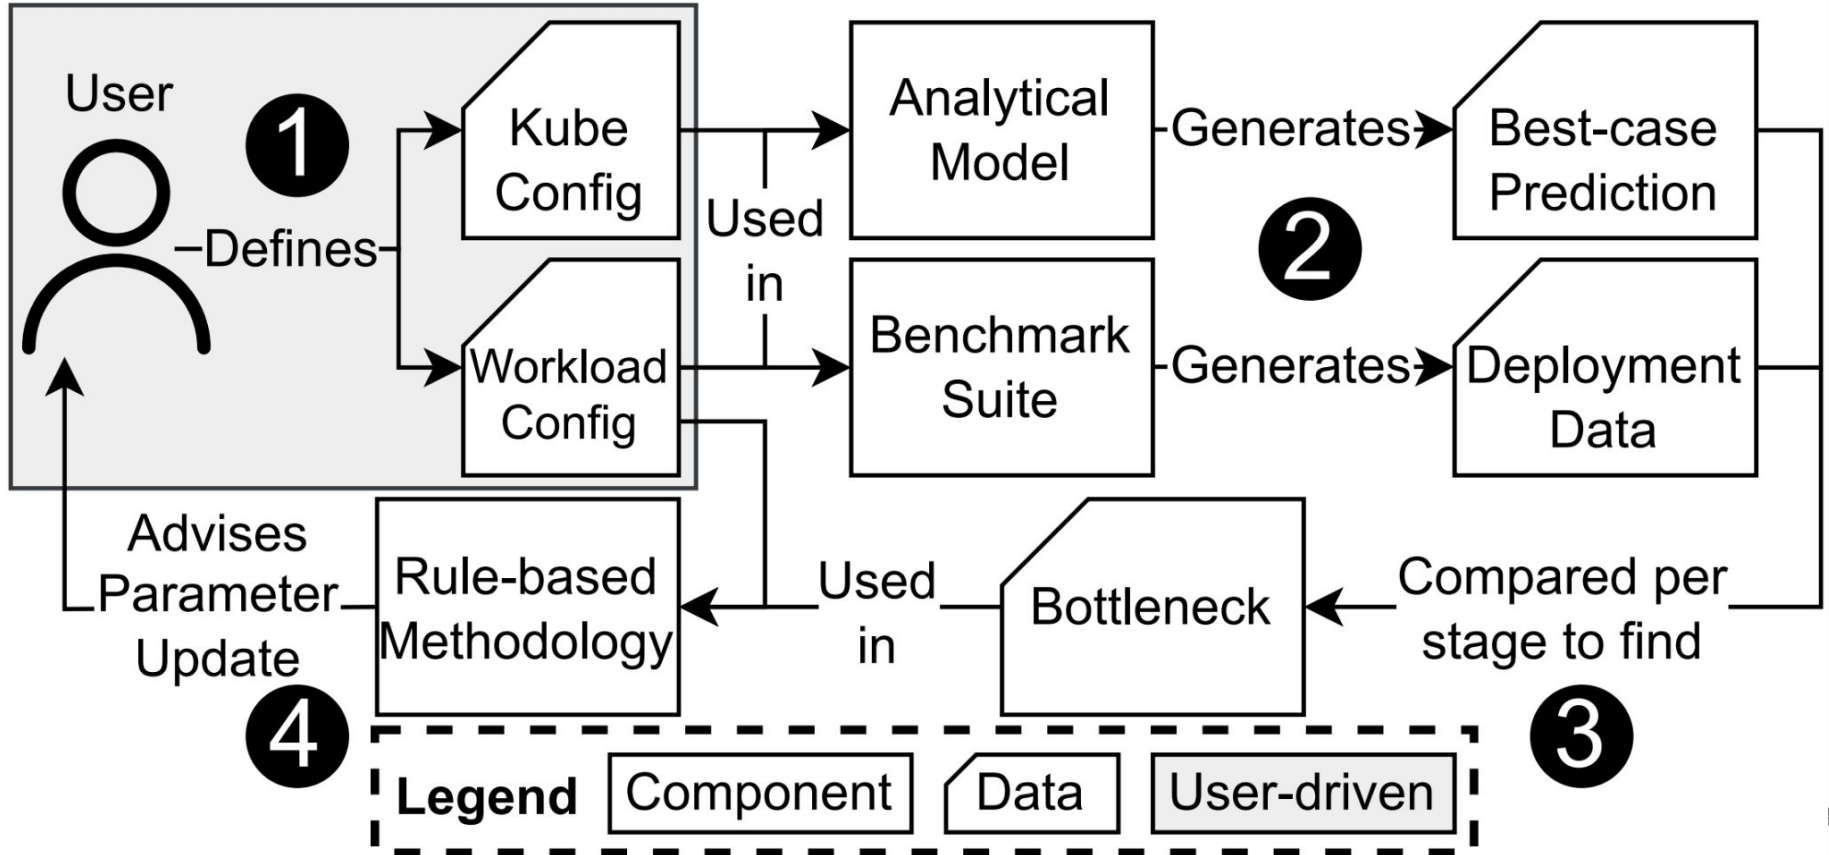 User
1
Defines
Kube
Config
Workload
Config
Used
in
Analytical
Model
Benchmark
Suite
Generates
2
Generates
Best-case
Prediction
Deployment
Data
Compared per
stage to find
3
Bottleneck
Used
in
Rule-based
Methodology
Advises
Parameter
Update
4
Legend
Component
Data
User-driven